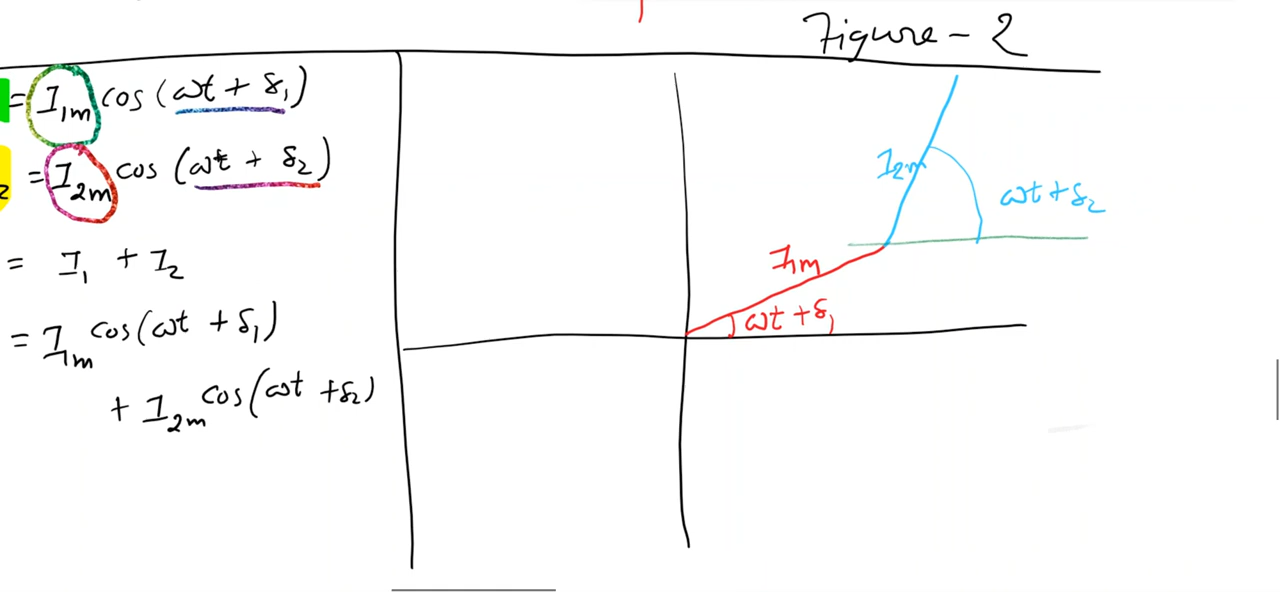 Figure - 2
= I₁ₘ cos (ωt + δ₁)
₂ = I₂ₘ cos (ωt + δ₂)
= I₁ + I₂
= I₁ₘ cos(ωt + δ₁)
+ I₂ₘ cos(ωt + δ₂)
I₂ₘ
ωt + δ₂
I₁ₘ
ωt + δ₁